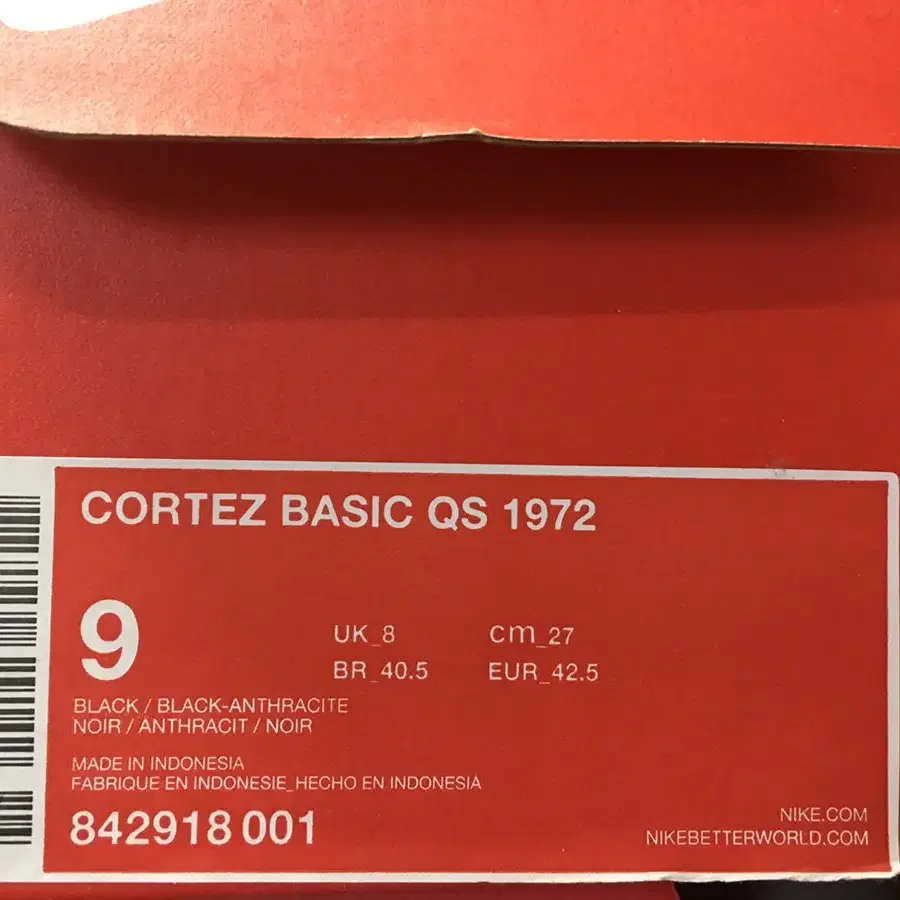 CORTEZ BASIC QS 1972
9
UK_8 cm_27
BR_40.5 EUR_42.5
BLACK / BLACK-ANTHRACITE
NOIR / ANTHRACIT / NOIR
MADE IN INDONESIA
FABRIQUE EN INDONESIE_HECHO EN INDONESIA
842918 001
NIKE.COM
NIKEBETTERWORLD.COM